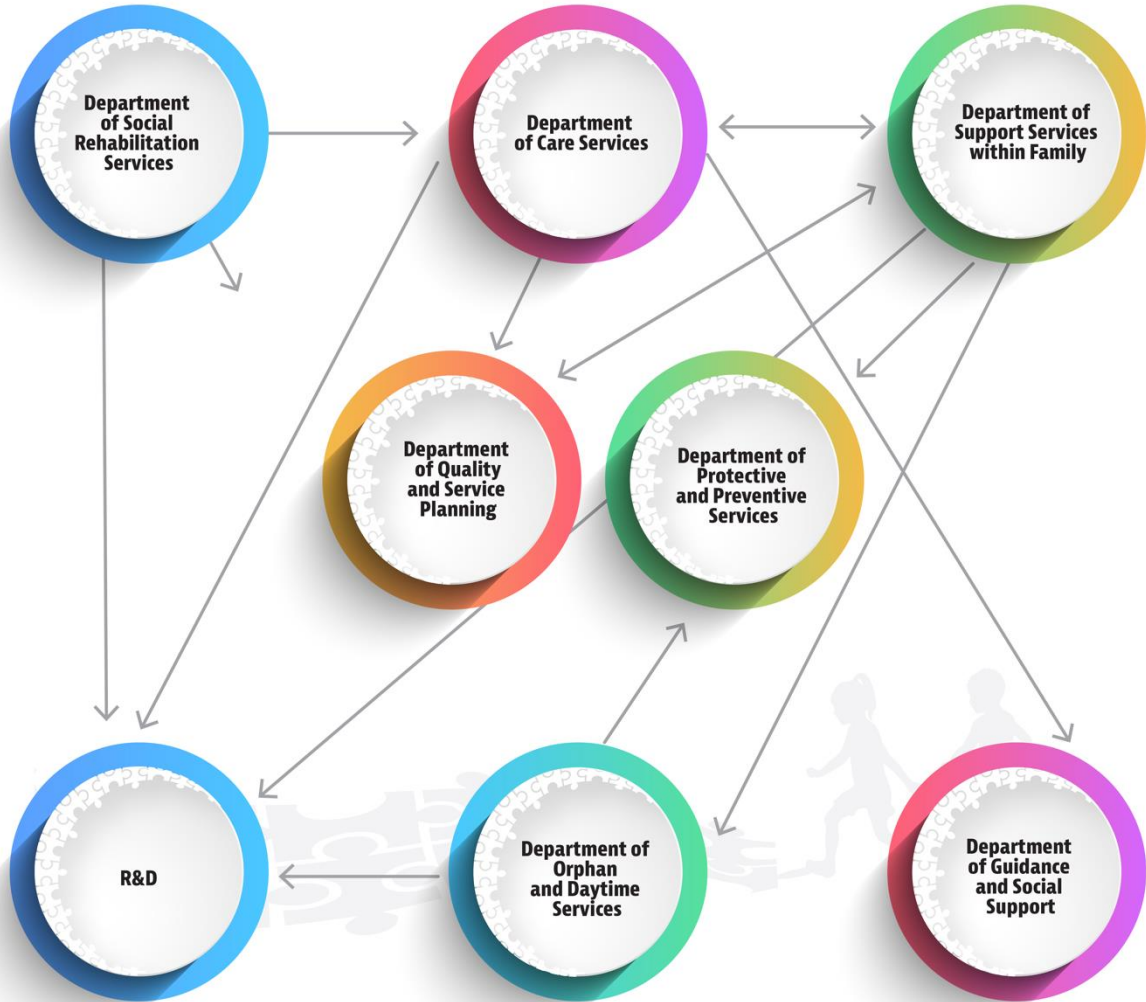 Department
of Social
Rehabilitation
Services
Department
of Care Services
Department of
Support Services
within Family
Department
of Quality
and Service
Planning
Department of
Protective
and Preventive
Services
R&D
Department of
Orphan
and Daytime
Services
Department
of Guidance
and Social
Support